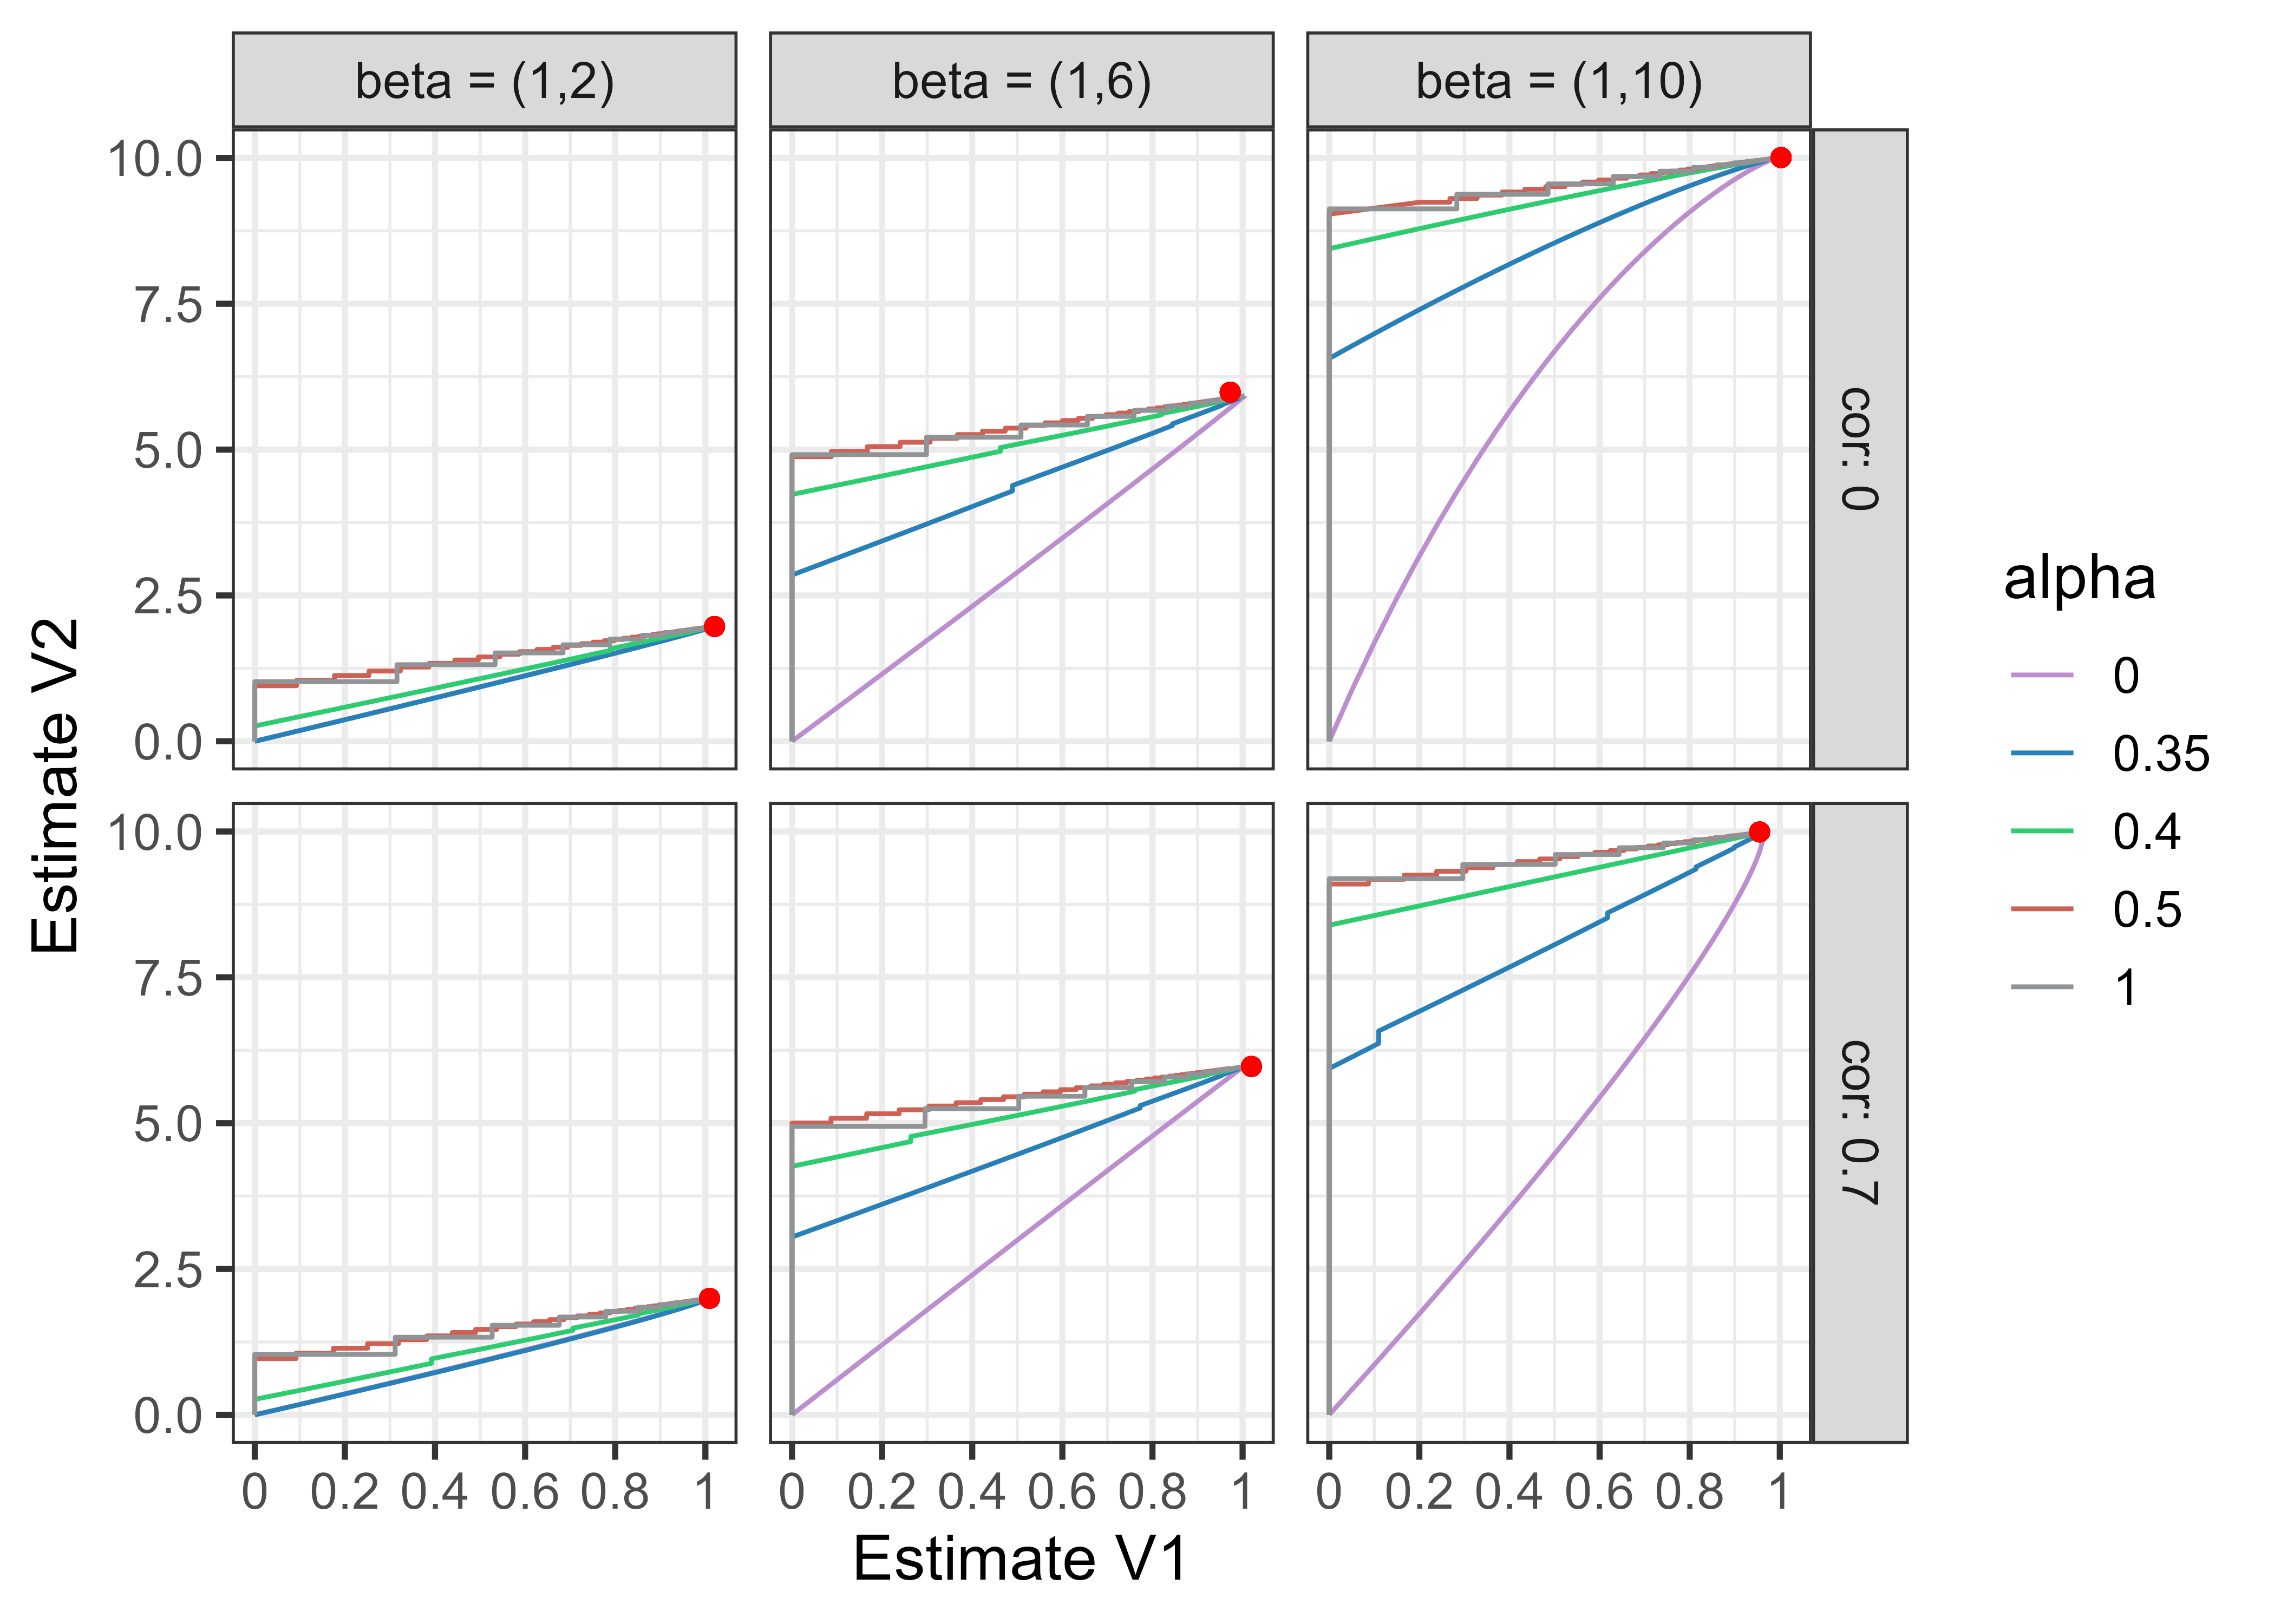 beta = (1,2)
beta = (1,6)
beta = (1,10)
10.0
7.5
5.0
2.5
0.0
cor: 0
10.0
7.5
5.0
2.5
0.0
cor: 0.7
0 0.2 0.4 0.6 0.8 1
0 0.2 0.4 0.6 0.8 1
0 0.2 0.4 0.6 0.8 1
Estimate V1
Estimate V2
alpha
0
0.35
0.4
0.5
1